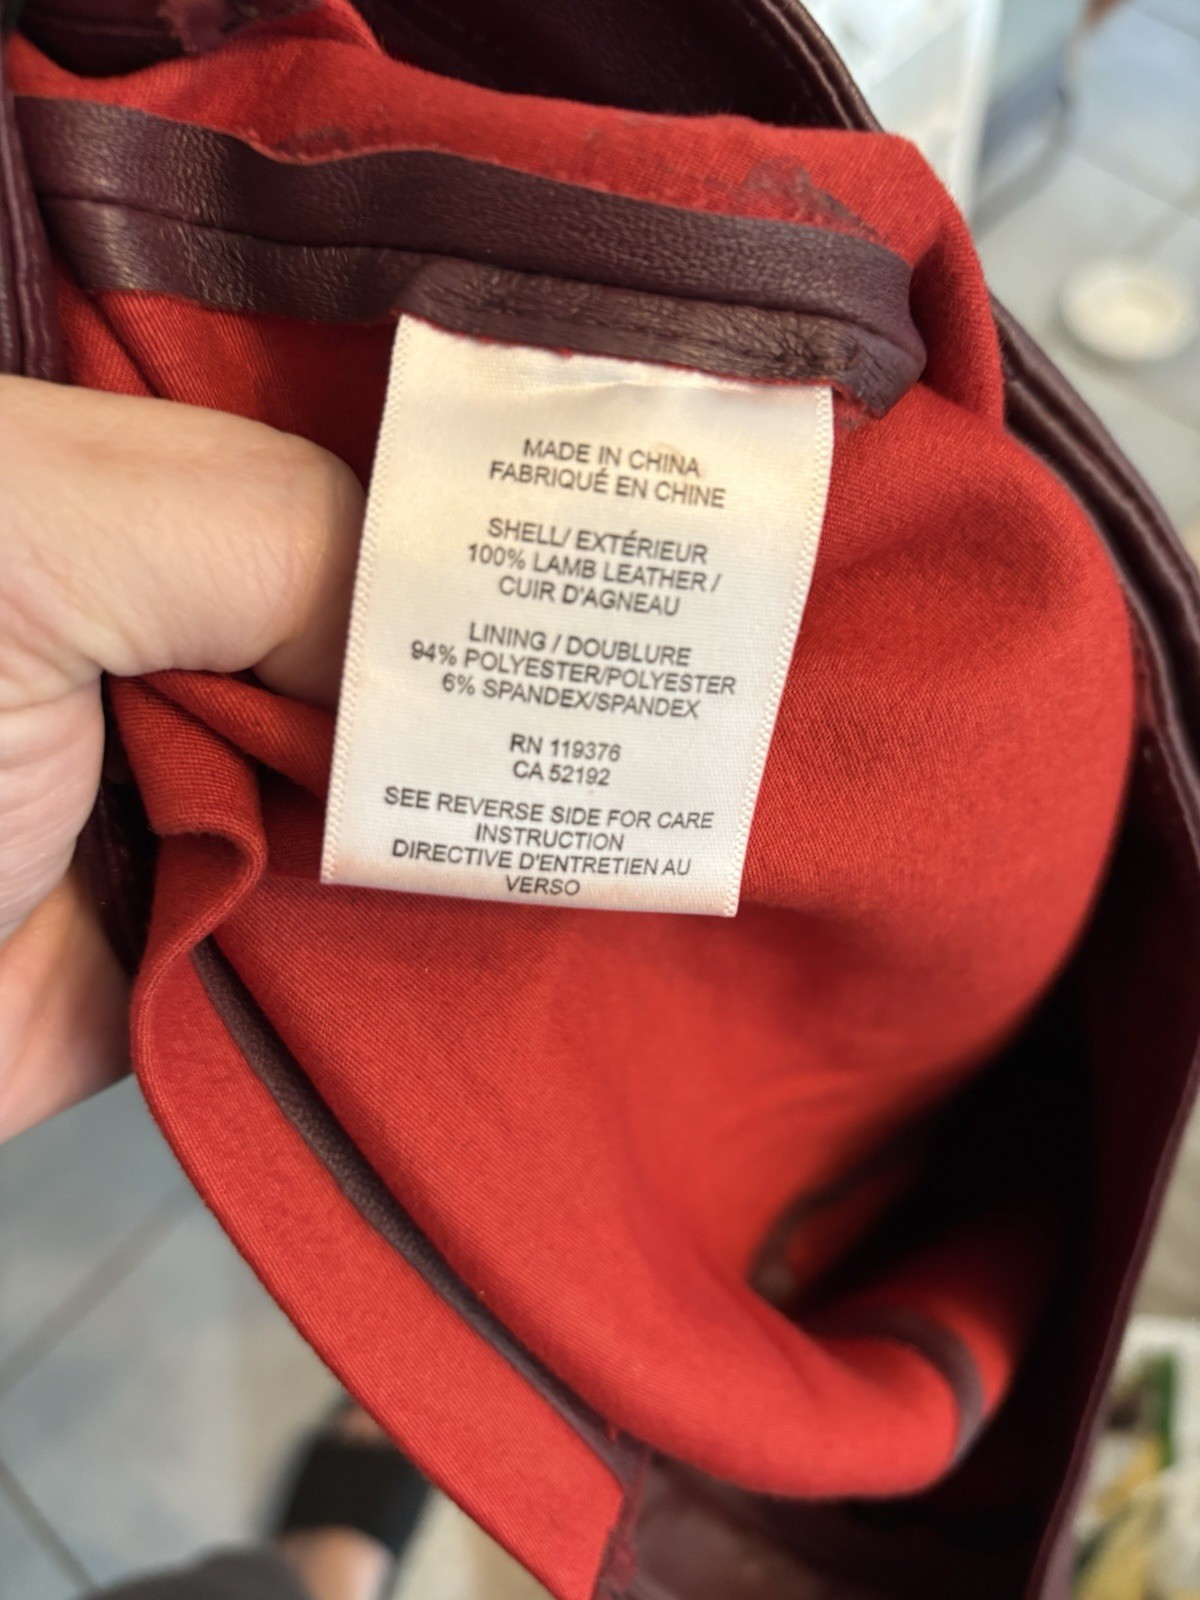 MADE IN CHINA
FABRIQUÉ EN CHINE
SHELL/ EXTÉRIEUR
100% LAMB LEATHER /
CUIR D'AGNEAU
LINING / DOUBLURE
94% POLYESTER/POLYESTER
6% SPANDEX/SPANDEX
RN 119376
CA 52192
SEE REVERSE SIDE FOR CARE
INSTRUCTION
DIRECTIVE D'ENTRETIEN AU
VERSO